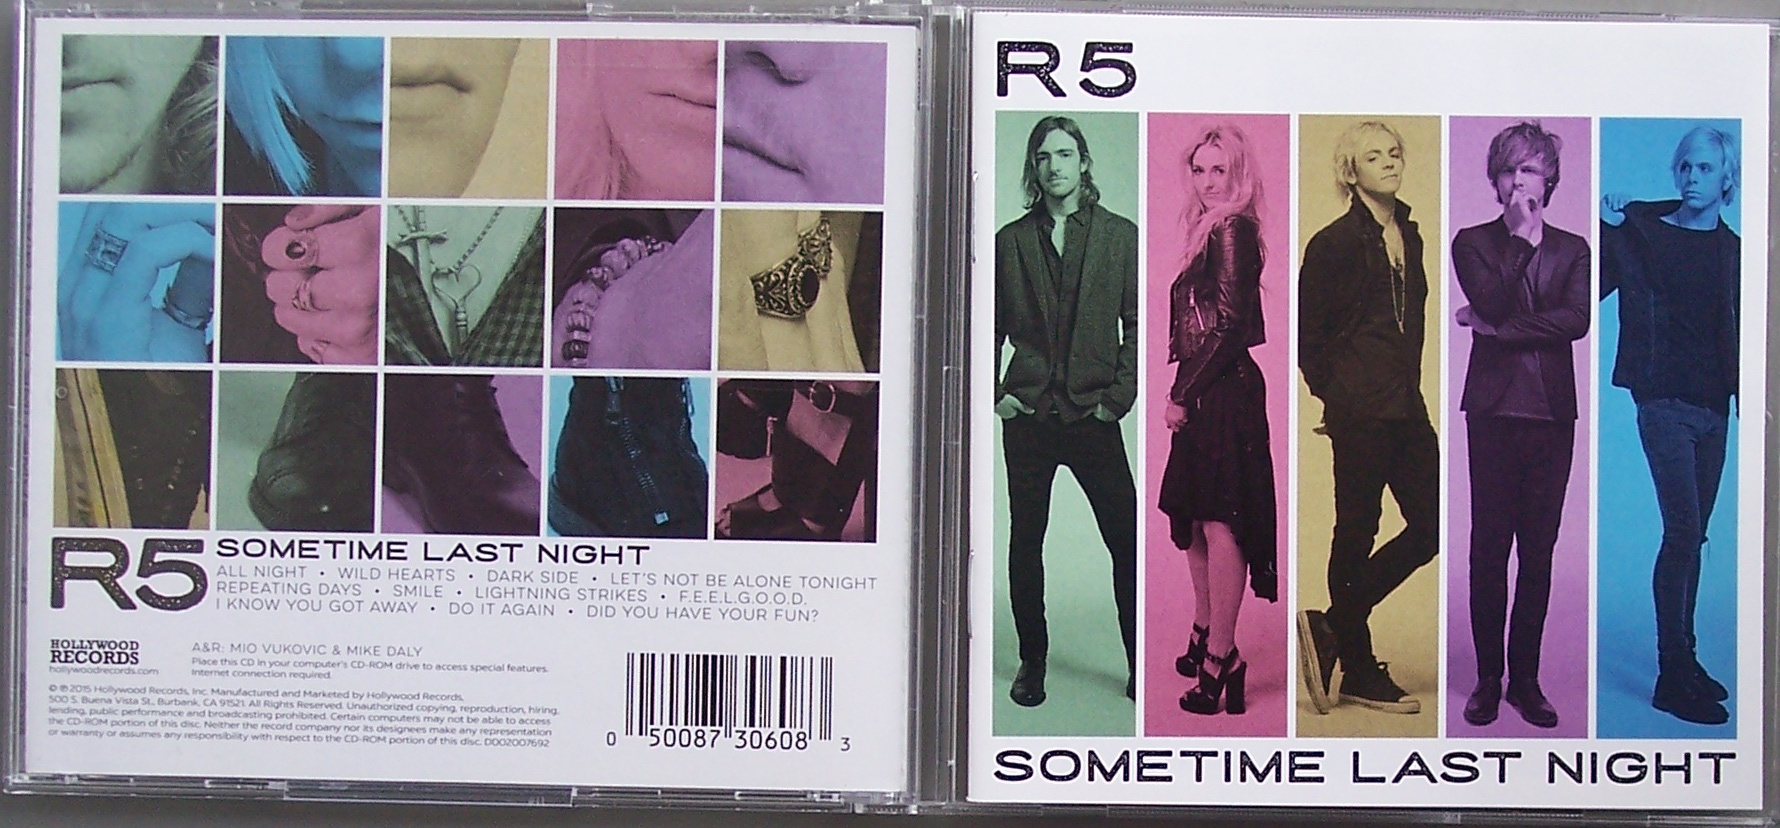 R5
SOMETIME LAST NIGHT
ALL NIGHT • WILD HEARTS • DARK SIDE • LET'S NOT BE ALONE TONIGHT
REPEATING DAYS • SMILE • LIGHTNING STRIKES • F.E.E.L.G.O.O.D.
I KNOW YOU GOT AWAY • DO IT AGAIN • DID YOU HAVE YOUR FUN?
HOLLYWOOD
RECORDS
hollywoodrecords.com
A&R: MIO VUKOVIC & MIKE DALY
Place this CD in your computer's CD-ROM drive to access special features.
Internet connection required.
© ℗ 2015 Hollywood Records, Inc. Manufactured and Marketed by Hollywood Records,
500 S. Buena Vista St., Burbank, CA 91521. All Rights Reserved. Unauthorized copying, reproduction, hiring,
lending, public performance and broadcasting prohibited. Certain computers may not be able to access
the CD-ROM portion of this disc. Neither the record company nor its designees make any representation
or warranty or assumes any responsibility with respect to the CD-ROM portion of this disc. D002007692
0 50087 30608 3
R5
SOMETIME LAST NIGHT